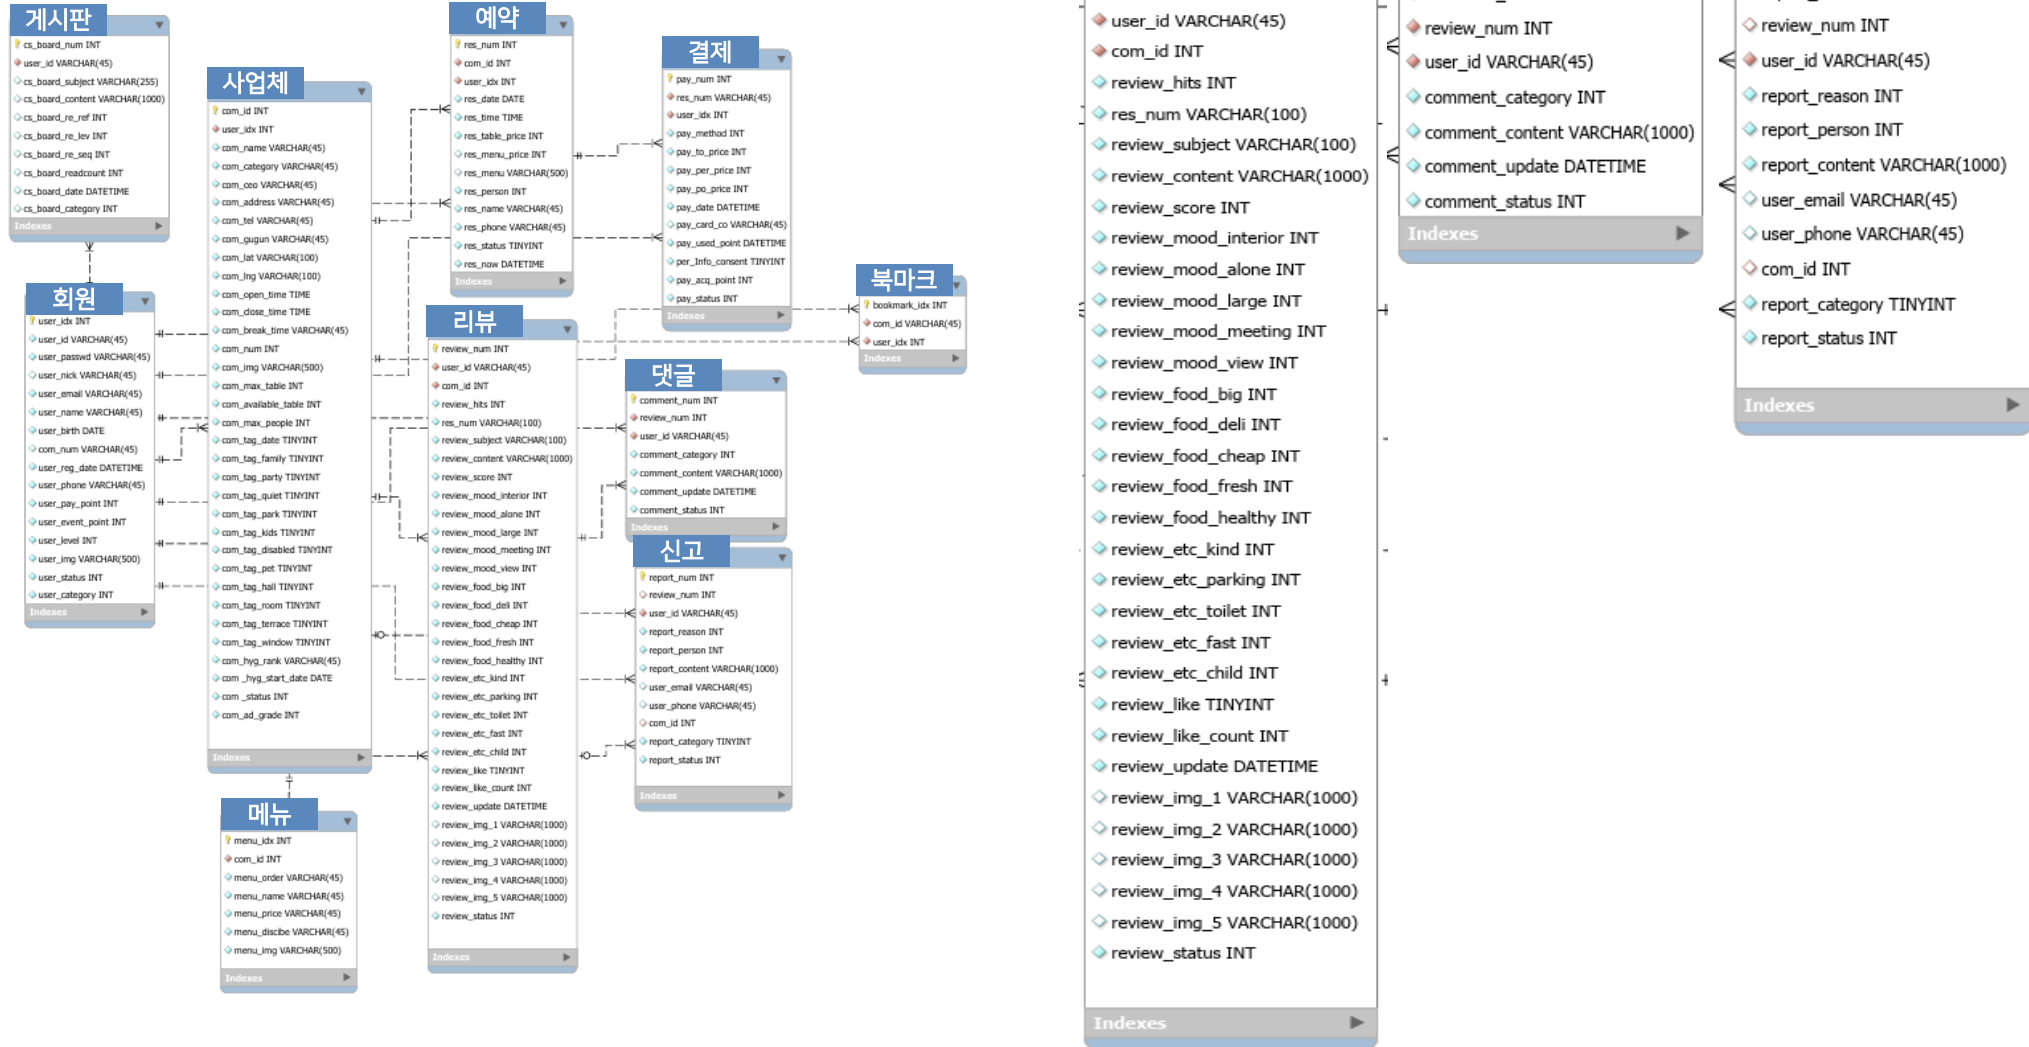 게시판
cs_board_num INT
user_id VARCHAR(45)
cs_board_subject VARCHAR(255)
cs_board_content VARCHAR(1000)
cs_board_re_ref INT
cs_board_re_lev INT
cs_board_re_seq INT
cs_board_readcount INT
cs_board_date DATETIME
cs_board_category INT
Indexes
회원
user_idx INT
user_id VARCHAR(45)
user_passwd VARCHAR(45)
user_nick VARCHAR(45)
user_email VARCHAR(45)
user_name VARCHAR(45)
user_birth DATE
com_num VARCHAR(45)
user_reg_date DATETIME
user_phone VARCHAR(45)
user_pay_point INT
user_event_point INT
user_level INT
user_img VARCHAR(500)
user_status INT
user_category INT
Indexes
사업체
com_id INT
user_idx INT
com_name VARCHAR(45)
com_category VARCHAR(45)
com_ceo VARCHAR(45)
com_address VARCHAR(45)
com_tel VARCHAR(45)
com_gugun VARCHAR(45)
com_lat VARCHAR(100)
com_lng VARCHAR(100)
com_open_time TIME
com_close_time TIME
com_break_time VARCHAR(45)
com_num INT
com_img VARCHAR(500)
com_max_table INT
com_available_table INT
com_max_people INT
com_tag_date TINYINT
com_tag_family TINYINT
com_tag_party TINYINT
com_tag_quiet TINYINT
com_tag_park TINYINT
com_tag_kids TINYINT
com_tag_disabled TINYINT
com_tag_pet TINYINT
com_tag_hall TINYINT
com_tag_room TINYINT
com_tag_terrace TINYINT
com_tag_window TINYINT
com_hyg_rank VARCHAR(45)
com _hyg_start_date DATE
com _status INT
com_ad_grade INT
Indexes
메뉴
menu_idx INT
com_id INT
menu_order VARCHAR(45)
menu_name VARCHAR(45)
menu_price VARCHAR(45)
menu_discibe VARCHAR(45)
menu_img VARCHAR(500)
Indexes
예약
res_num INT
com_id INT
user_idx INT
res_date DATE
res_time TIME
res_table_price INT
res_menu_price INT
res_menu VARCHAR(500)
res_person INT
res_name VARCHAR(45)
res_phone VARCHAR(45)
res_status TINYINT
res_now DATETIME
Indexes
리뷰
review_num INT
user_id VARCHAR(45)
com_id INT
review_hits INT
res_num VARCHAR(100)
review_subject VARCHAR(100)
review_content VARCHAR(1000)
review_score INT
review_mood_interior INT
review_mood_alone INT
review_mood_large INT
review_mood_meeting INT
review_mood_view INT
review_food_big INT
review_food_deli INT
review_food_cheap INT
review_food_fresh INT
review_food_healthy INT
review_etc_kind INT
review_etc_parking INT
review_etc_toilet INT
review_etc_fast INT
review_etc_child INT
review_like TINYINT
review_like_count INT
review_update DATETIME
review_img_1 VARCHAR(1000)
review_img_2 VARCHAR(1000)
review_img_3 VARCHAR(1000)
review_img_4 VARCHAR(1000)
review_img_5 VARCHAR(1000)
review_status INT
Indexes
결제
pay_num INT
res_num VARCHAR(45)
user_idx INT
pay_method INT
pay_to_price INT
pay_per_price INT
pay_po_price INT
pay_date DATETIME
pay_card_co VARCHAR(45)
pay_used_point DATETIME
per_Info_consent TINYINT
pay_acq_point INT
pay_status INT
Indexes
북마크
bookmark_idx INT
com_id VARCHAR(45)
user_idx INT
Indexes
댓글
comment_num INT
review_num INT
user_id VARCHAR(45)
comment_category INT
comment_content VARCHAR(1000)
comment_update DATETIME
comment_status INT
Indexes
신고
report_num INT
review_num INT
user_id VARCHAR(45)
report_reason INT
report_person INT
report_content VARCHAR(1000)
user_email VARCHAR(45)
user_phone VARCHAR(45)
com_id INT
report_category TINYINT
report_status INT
Indexes
user_id VARCHAR(45)
com_id INT
review_hits INT
res_num VARCHAR(100)
review_subject VARCHAR(100)
review_content VARCHAR(1000)
review_score INT
review_mood_interior INT
review_mood_alone INT
review_mood_large INT
review_mood_meeting INT
review_mood_view INT
review_food_big INT
review_food_deli INT
review_food_cheap INT
review_food_fresh INT
review_food_healthy INT
review_etc_kind INT
review_etc_parking INT
review_etc_toilet INT
review_etc_fast INT
review_etc_child INT
review_like TINYINT
review_like_count INT
review_update DATETIME
review_img_1 VARCHAR(1000)
review_img_2 VARCHAR(1000)
review_img_3 VARCHAR(1000)
review_img_4 VARCHAR(1000)
review_img_5 VARCHAR(1000)
review_status INT
Indexes
review_num INT
user_id VARCHAR(45)
comment_category INT
comment_content VARCHAR(1000)
comment_update DATETIME
comment_status INT
Indexes
review_num INT
user_id VARCHAR(45)
report_reason INT
report_person INT
report_content VARCHAR(1000)
user_email VARCHAR(45)
user_phone VARCHAR(45)
com_id INT
report_category TINYINT
report_status INT
Indexes